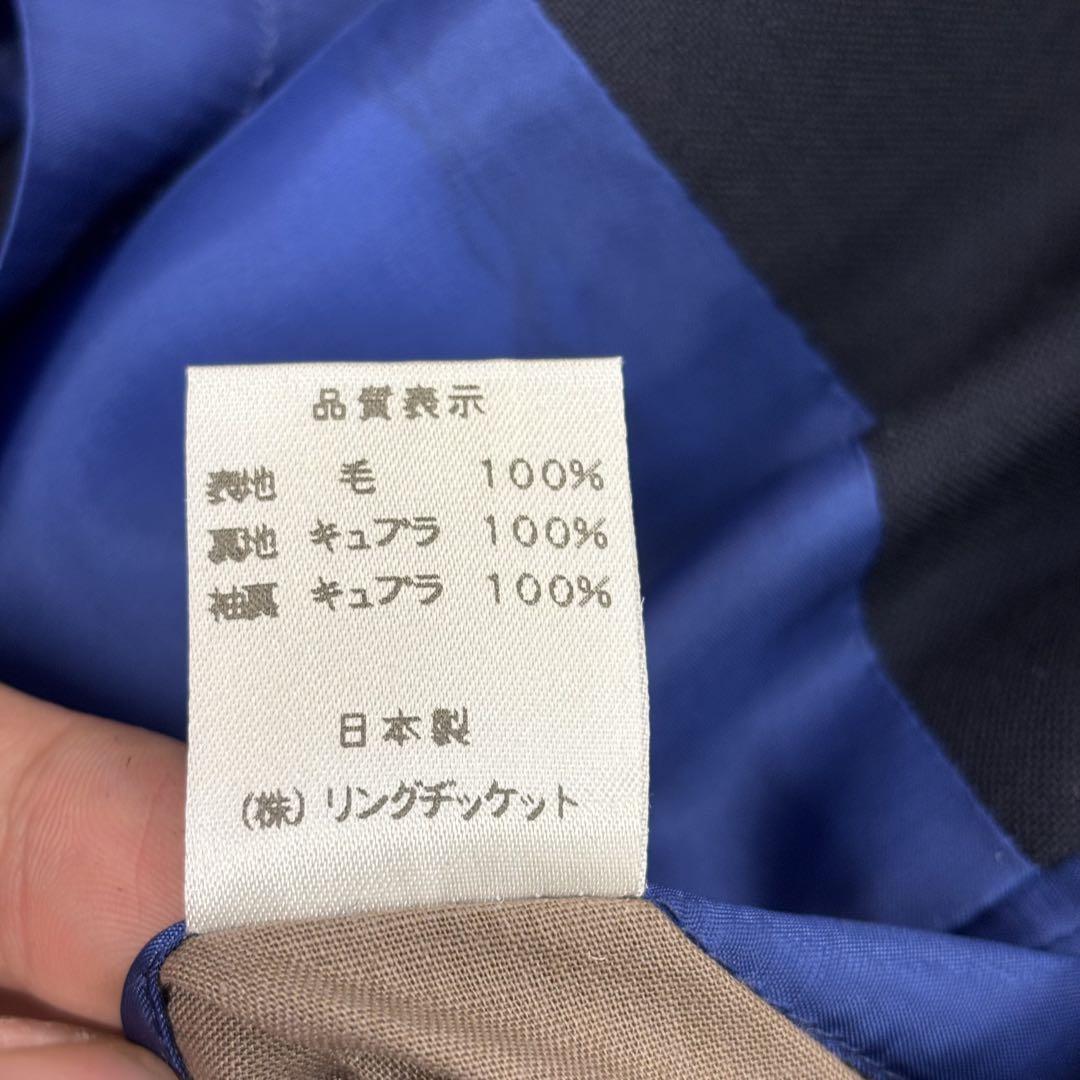 品質表示
表地 毛 100%
裏地 キュプラ 100%
袖裏 キュプラ 100%
日本製
(株) リングヂッケット